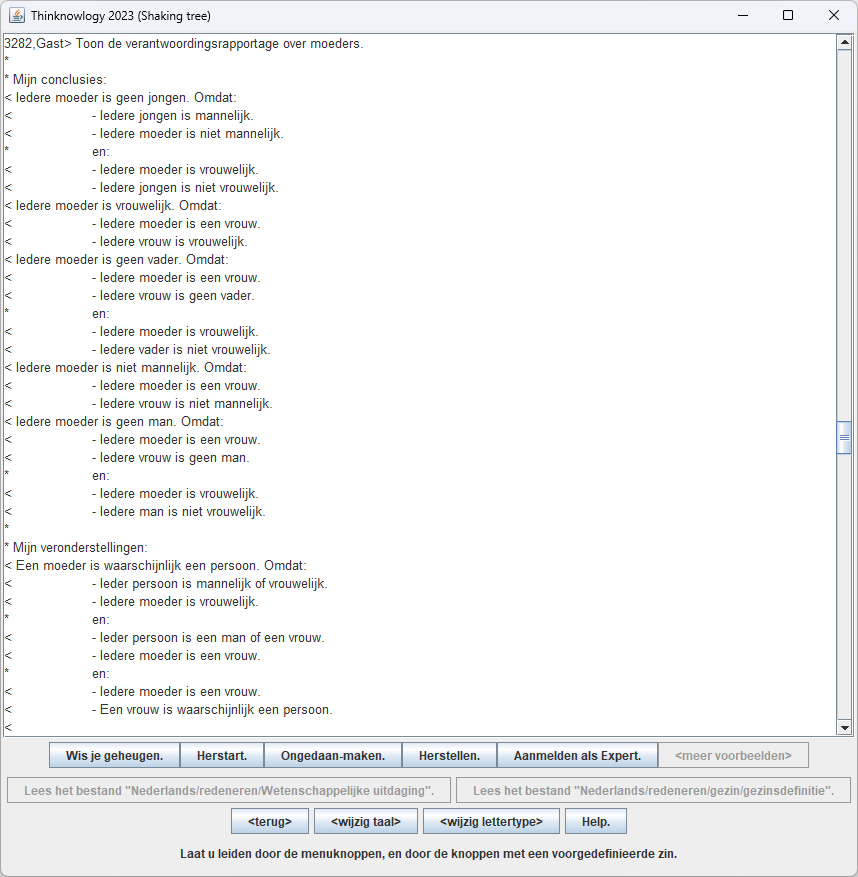 Thinknowlogy 2023 (Shaking tree)
3282,Gast> Toon de verantwoordingsrapportage over moeders.
*
* Mijn conclusies:
< Iedere moeder is geen jongen. Omdat:
< - Iedere jongen is mannelijk.
< - Iedere moeder is niet mannelijk.
* en:
< - Iedere moeder is vrouwelijk.
< - Iedere jongen is niet vrouwelijk.
< Iedere moeder is vrouwelijk. Omdat:
< - Iedere moeder is een vrouw.
< - Iedere vrouw is vrouwelijk.
< Iedere moeder is geen vader. Omdat:
< - Iedere moeder is een vrouw.
< - Iedere vrouw is geen vader.
* en:
< - Iedere moeder is vrouwelijk.
< - Iedere vader is niet vrouwelijk.
< Iedere moeder is niet mannelijk. Omdat:
< - Iedere moeder is een vrouw.
< - Iedere vrouw is niet mannelijk.
< Iedere moeder is geen man. Omdat:
< - Iedere moeder is een vrouw.
< - Iedere vrouw is geen man.
* en:
< - Iedere moeder is vrouwelijk.
< - Iedere man is niet vrouwelijk.
*
* Mijn veronderstellingen:
< Een moeder is waarschijnlijk een persoon. Omdat:
< - Ieder persoon is mannelijk of vrouwelijk.
< - Iedere moeder is vrouwelijk.
* en:
< - Ieder persoon is een man of een vrouw.
< - Iedere moeder is een vrouw.
* en:
< - Iedere moeder is een vrouw.
< - Een vrouw is waarschijnlijk een persoon.
<
Wis je geheugen. Herstart. Ongedaan-maken. Herstellen. Aanmelden als Expert. <meer voorbeelden>
Lees het bestand "Nederlands/redeneren/Wetenschappelijke uitdaging". Lees het bestand "Nederlands/redeneren/gezin/gezinsdefinitie".
<terug> <wijzig taal> <wijzig lettertype> Help.
Laat u leiden door de menuknoppen, en door de knoppen met een voorgedefinieerde zin.